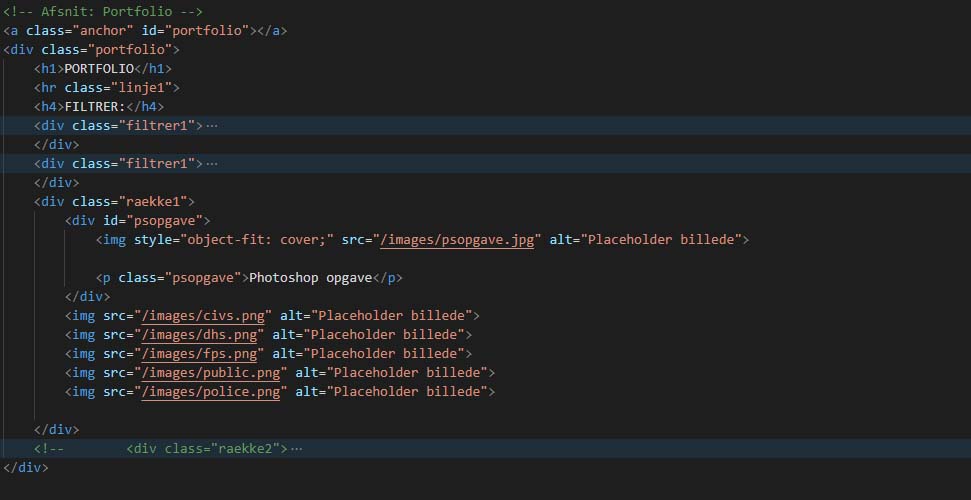 <!-- Afsnit: Portfolio -->
<a class="anchor" id="portfolio"></a>
<div class="portfolio">
    <h1>PORTFOLIO</h1>
    <hr class="linje1">
    <h4>FILTRER:</h4>
    <div class="filtrer1">···
    </div>
    <div class="filtrer1">···
    </div>
    <div class="raekke1">
        <div id="psopgave">
            <img style="object-fit: cover;" src="/images/psopgave.jpg" alt="Placeholder billede">
            <p class="psopgave">Photoshop opgave</p>
        </div>
        <img src="/images/civs.png" alt="Placeholder billede">
        <img src="/images/dhs.png" alt="Placeholder billede">
        <img src="/images/fps.png" alt="Placeholder billede">
        <img src="/images/public.png" alt="Placeholder billede">
        <img src="/images/police.png" alt="Placeholder billede">
    </div>
    <!--        <div class="raekke2">···
</div>